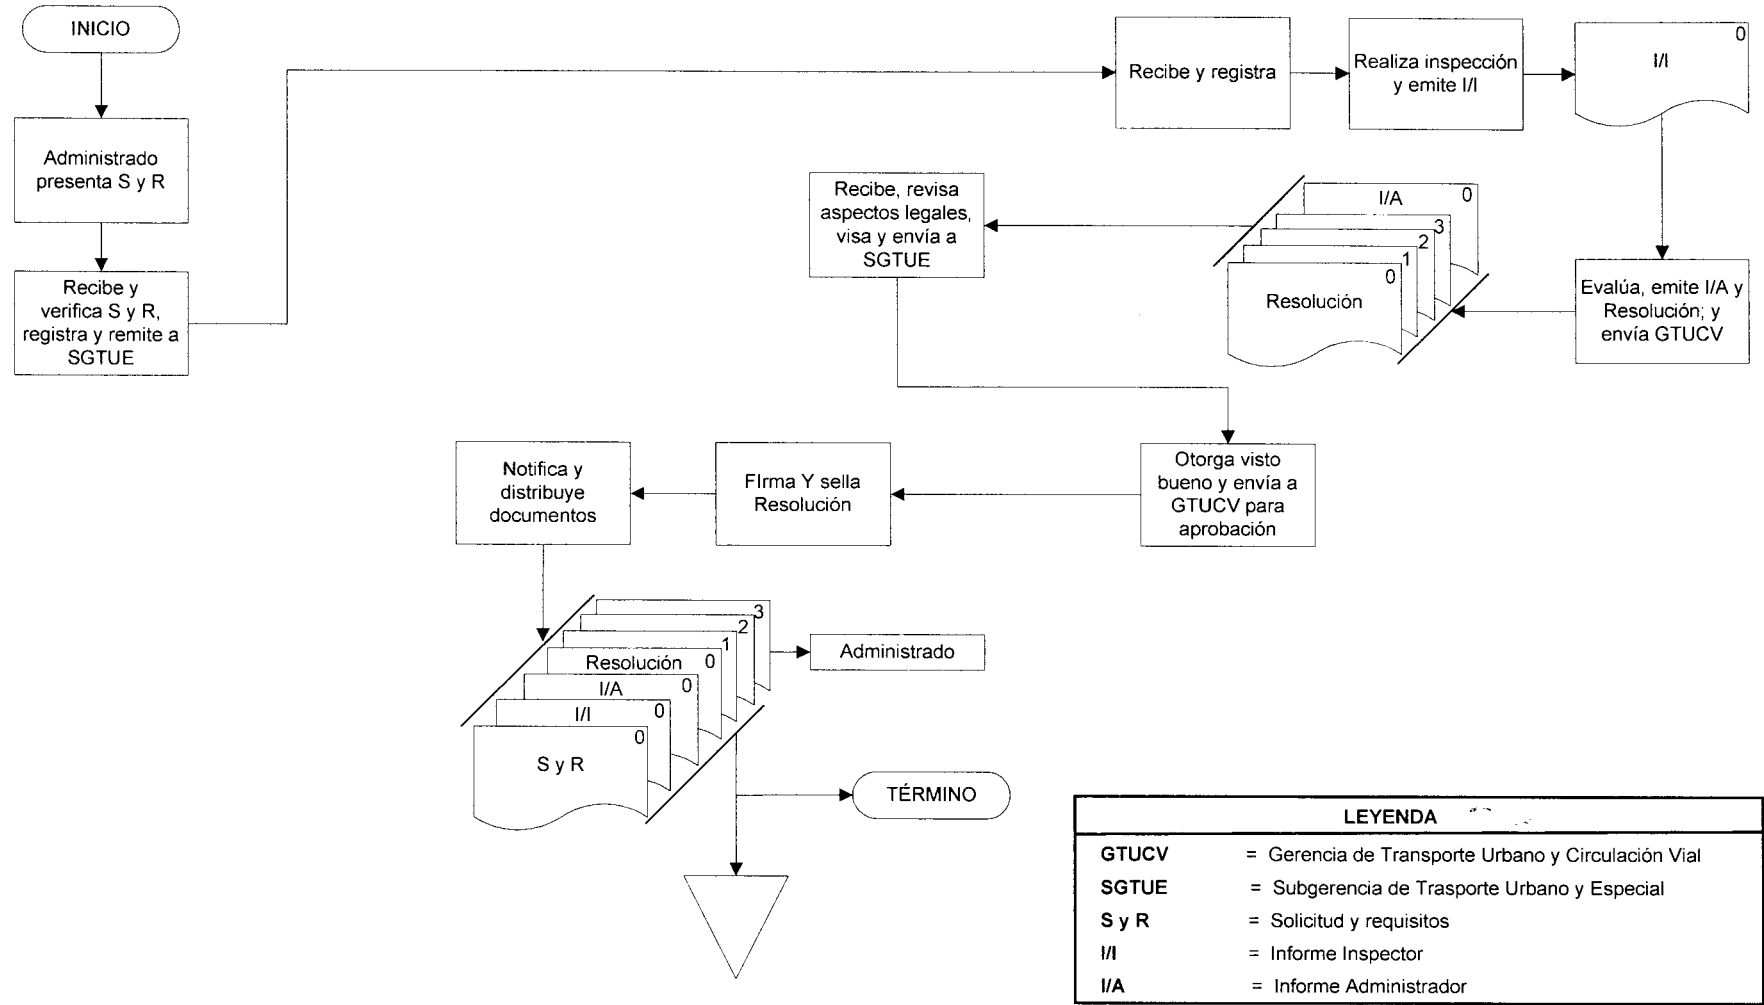 INICIO
Administrado
presenta S y R
Recibe y
verifica S y R,
registra y remite a
SGTUE
Recibe y registra
Realiza inspección
y emite I/I
0
I/I
Evalúa, emite I/A y
Resolución; y
envía GTUCV
I/A
0
3
2
1
0
Resolución
Recibe, revisa
aspectos legales,
visa y envía a
SGTUE
Otorga visto
bueno y envía a
GTUCV para
aprobación
FIrma Y sella
Resolución
Notifica y
distribuye
documentos
3
2
1
Resolución 0
I/A 0
I/I 0
0
S y R
Administrado
TÉRMINO
LEYENDA
GTUCV = Gerencia de Transporte Urbano y Circulación Vial
SGTUE = Subgerencia de Trasporte Urbano y Especial
S y R = Solicitud y requisitos
I/I = Informe Inspector
I/A = Informe Administrador